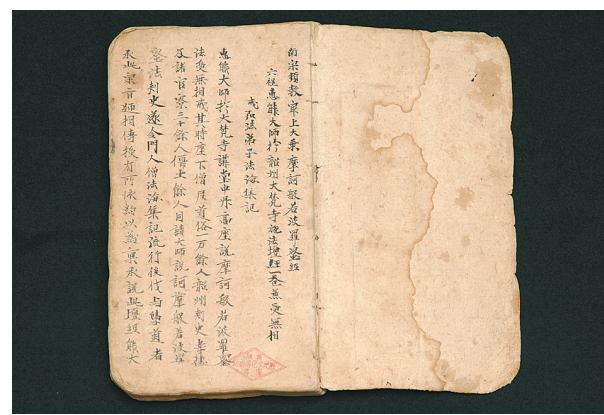 南宗頓教最上大乘摩訶般若波羅蜜經
六祖惠能大師於韶州大梵寺施法壇經一卷兼受無相
戒弘法弟子法海集記
惠能大師於大梵寺講堂中昇高座說摩訶般若波羅蜜
法受無相戒其時座下僧尼道俗一万餘人韶州刺史韋據
及諸官寮三十餘人儒士餘人同請大師說訶摩般若波羅
蜜法刺史遂令門人僧法海集記流行後代与學道者
承此宗旨遞相傳授有所依約以為稟承說此壇經能大